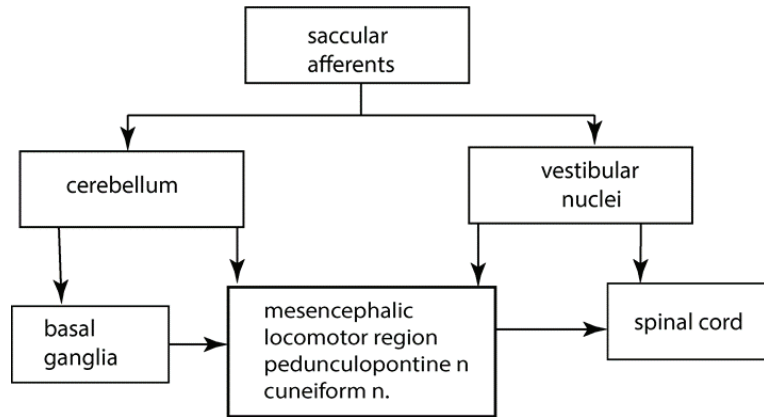 saccular
afferents
cerebellum
vestibular
nuclei
basal
ganglia
mesencephalic
locomotor region
pedunculopontine n
cuneiform n.
spinal cord